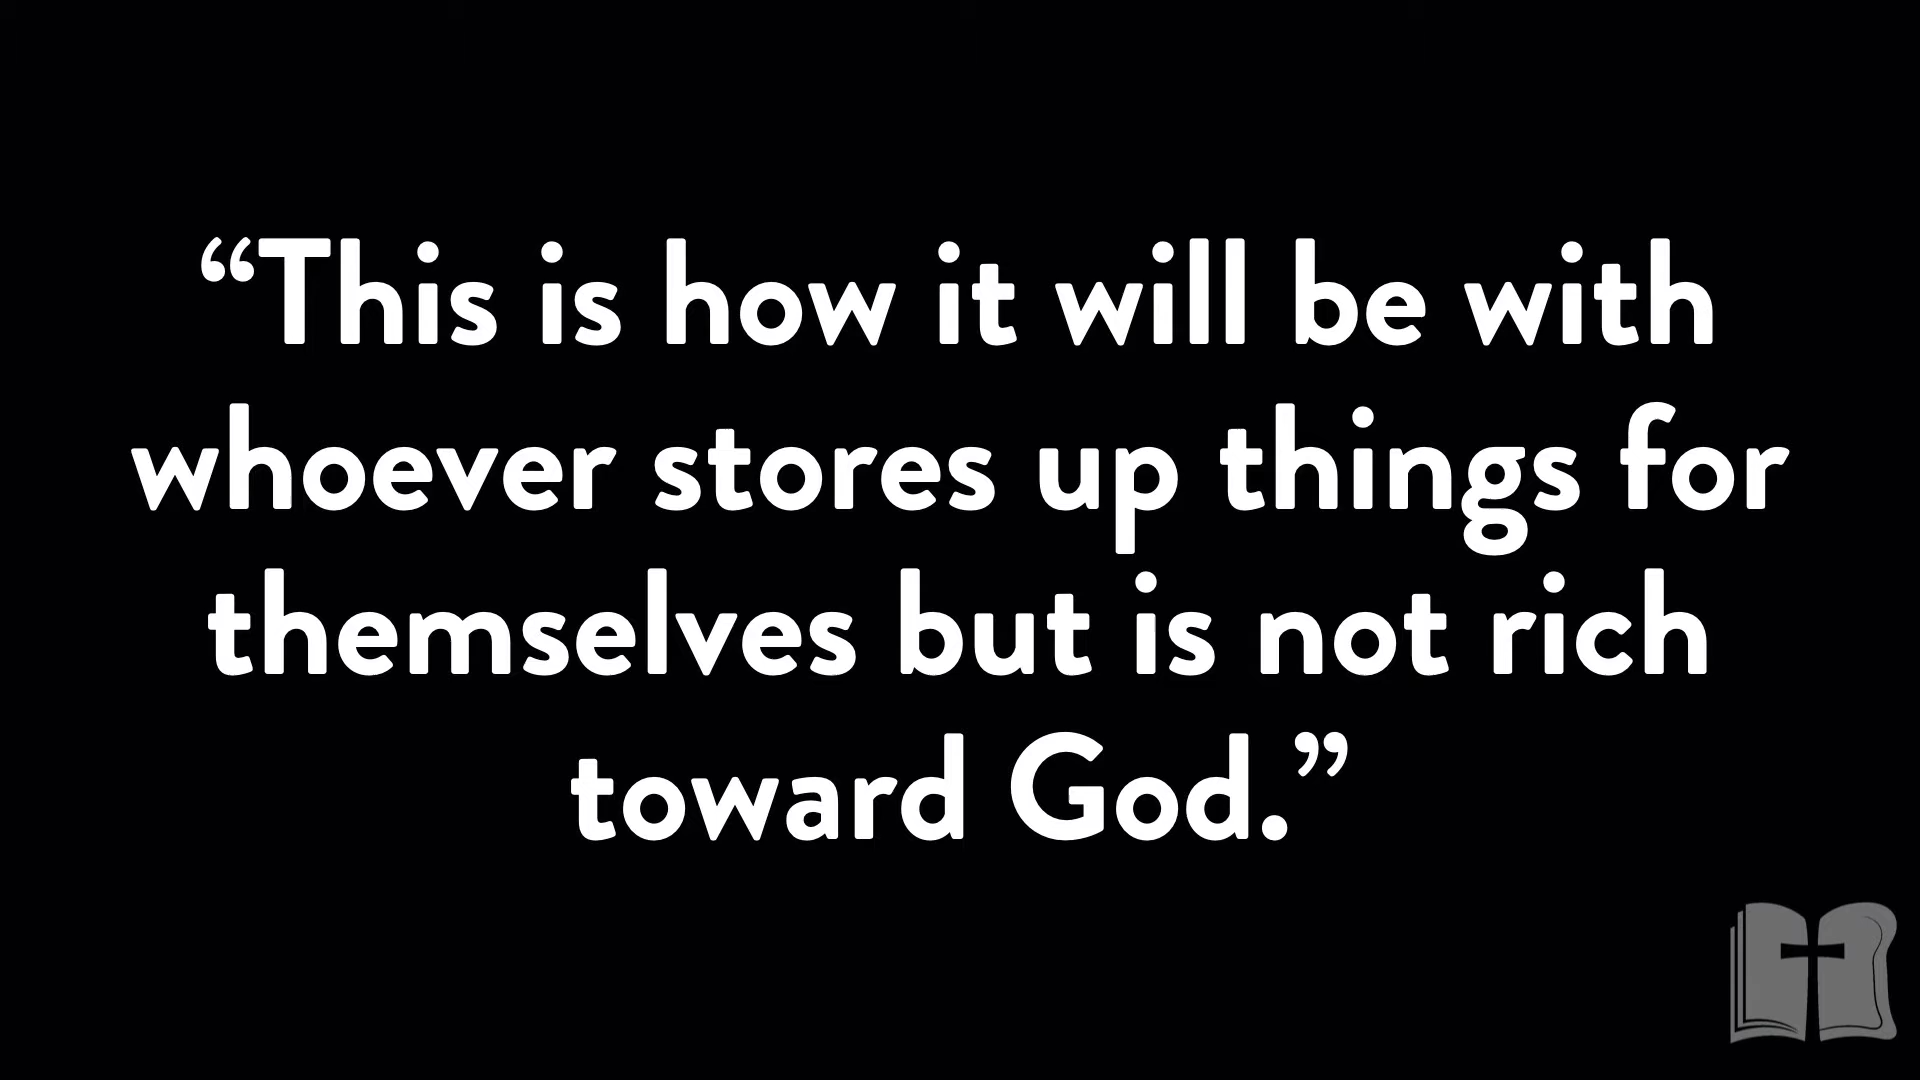 “This is how it will be with
whoever stores up things for
themselves but is not rich
toward God.”